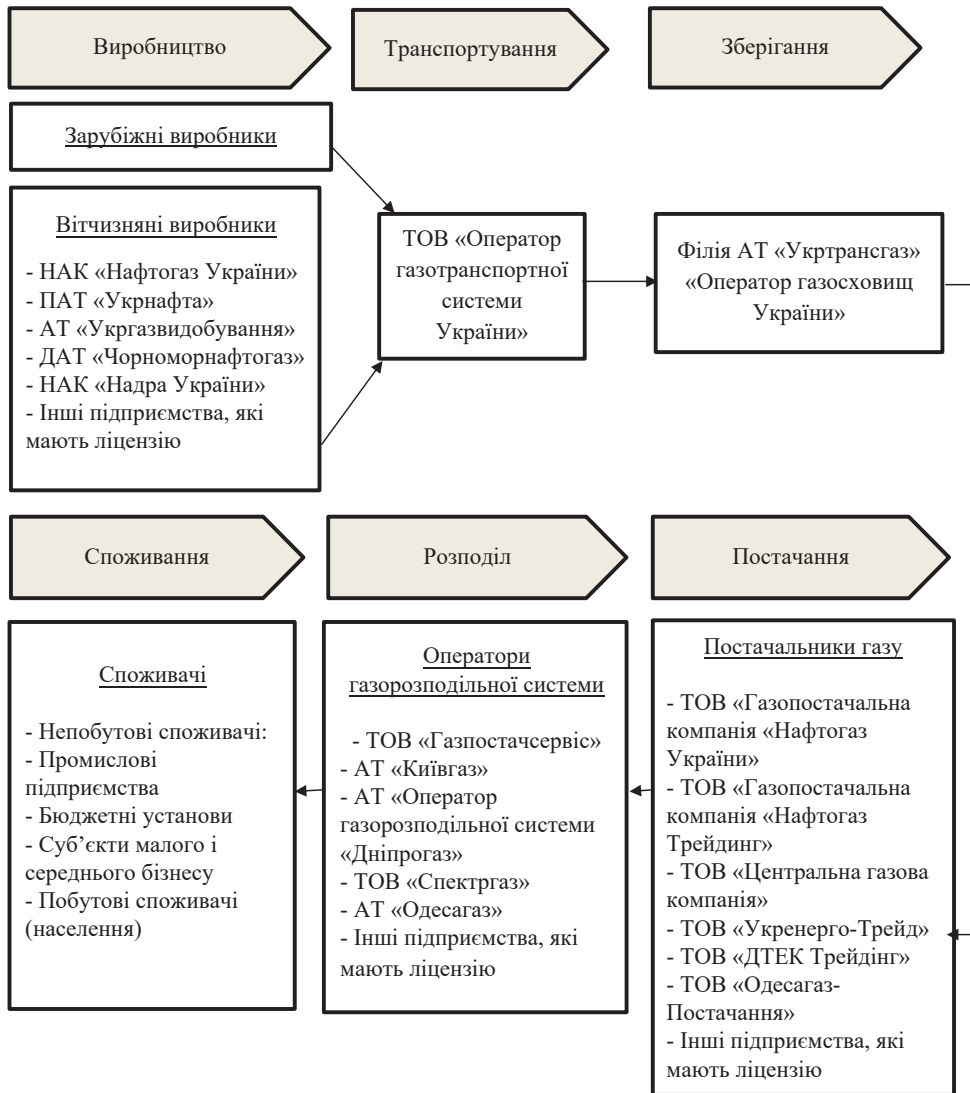 Виробництво
Транспортування
Зберігання
Зарубіжні виробники
Вітчизняні виробники
- НАК «Нафтогаз України»
- ПАТ «Укрнафта»
- АТ «Укргазвидобування»
- ДАТ «Чорноморнафтогаз»
- НАК «Надра України»
- Інші підприємства, які
мають ліцензію
ТОВ «Оператор
газотранспортної
системи
України»
Філія АТ «Укртрансгаз»
«Оператор газосховищ
України»
Споживання
Розподіл
Постачання
Споживачі
- Непобутові споживачі:
- Промислові
підприємства
- Бюджетні установи
- Суб’єкти малого і
середнього бізнесу
- Побутові споживачі
(населення)
Оператори
газорозподільної системи
- ТОВ «Газпостачсервіс»
- АТ «Київгаз»
- АТ «Оператор
газорозподільної системи
«Дніпрогаз»
- ТОВ «Спектргаз»
- АТ «Одесагаз»
- Інші підприємства, які
мають ліцензію
Постачальники газу
- ТОВ «Газопостачальна
компанія «Нафтогаз
України»
- ТОВ «Газопостачальна
компанія «Нафтогаз
Трейдинг»
- ТОВ «Центральна газова
компанія»
- ТОВ «Укренерго-Трейд»
- ТОВ «ДТЕК Трейдінг»
- ТОВ «Одесагаз-
Постачання»
- Інші підприємства, які
мають ліцензію